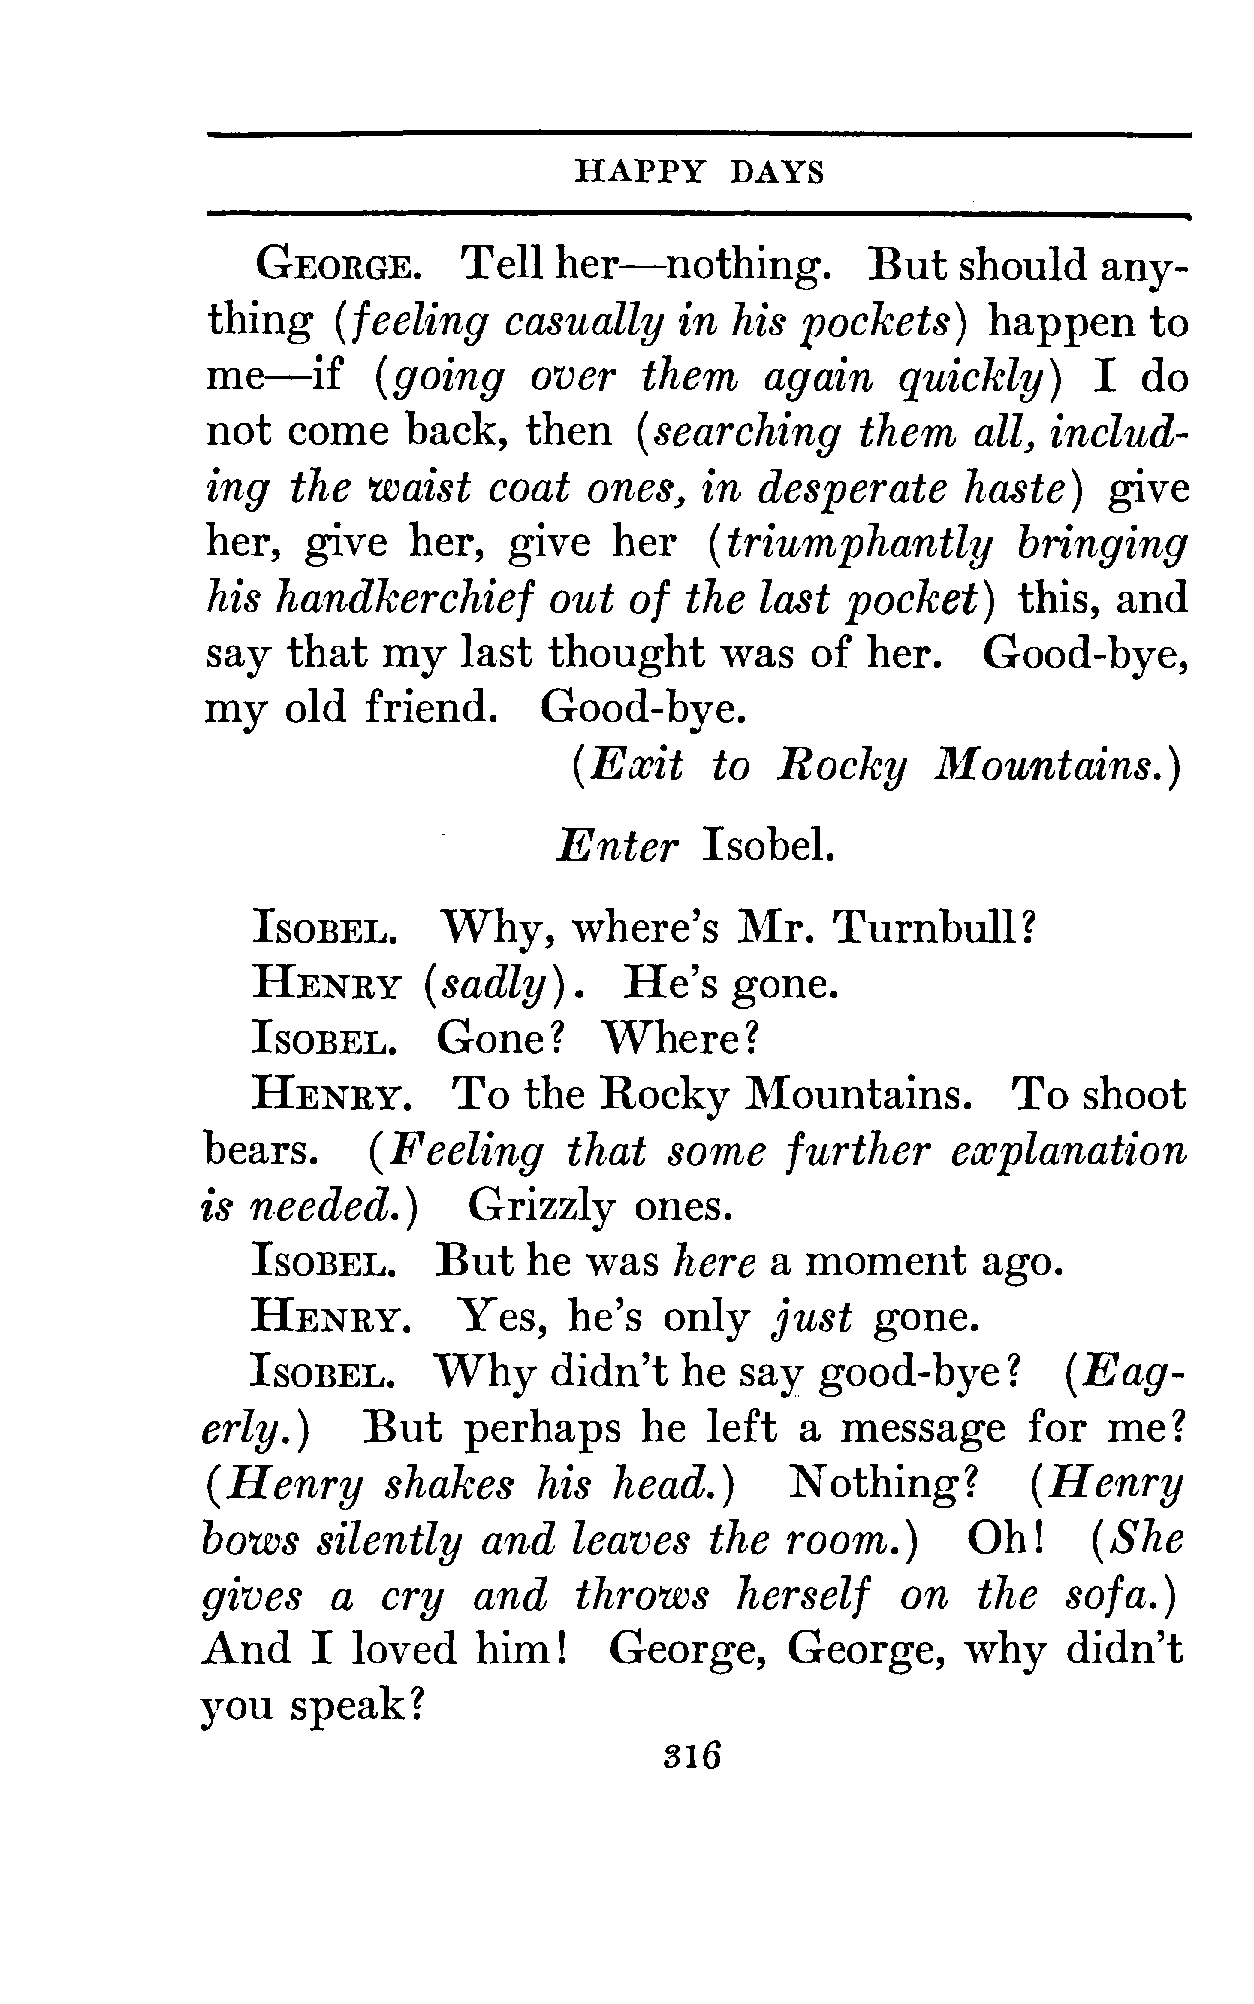 HAPPY DAYS
GEORGE. Tell her—nothing. But should any-
thing (feeling casually in his pockets) happen to
me—if (going over them again quickly) I do
not come back, then (searching them all, includ-
ing the waist coat ones, in desperate haste) give
her, give her, give her (triumphantly bringing
his handkerchief out of the last pocket) this, and
say that my last thought was of her. Good-bye,
my old friend. Good-bye.
(Exit to Rocky Mountains.)
Enter Isobel.
ISOBEL. Why, where's Mr. Turnbull?
HENRY (sadly). He's gone.
ISOBEL. Gone? Where?
HENRY. To the Rocky Mountains. To shoot
bears. (Feeling that some further explanation
is needed.) Grizzly ones.
ISOBEL. But he was here a moment ago.
HENRY. Yes, he's only just gone.
ISOBEL. Why didn't he say good-bye? (Eag-
erly.) But perhaps he left a message for me?
(Henry shakes his head.) Nothing? (Henry
bows silently and leaves the room.) Oh! (She
gives a cry and throws herself on the sofa.)
And I loved him! George, George, why didn't
you speak?
316